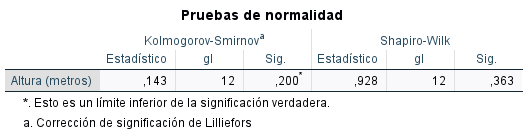 Pruebas de normalidad
Kolmogorov-Smirnovᵃ Shapiro-Wilk
Estadístico gl Sig. Estadístico gl Sig.
Altura (metros) ,143 12 ,200* ,928 12 ,363
*. Esto es un límite inferior de la significación verdadera.
a. Corrección de significación de Lilliefors